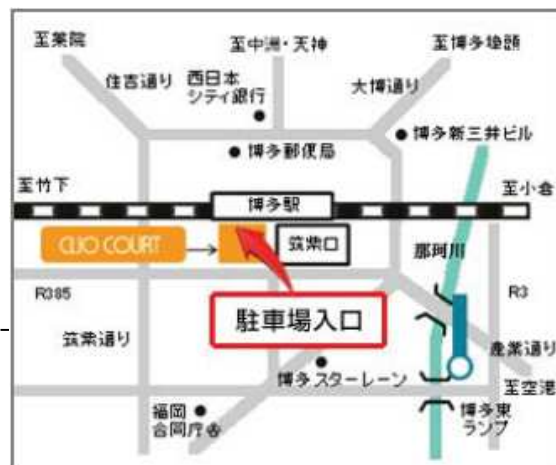 至薬院
至中洲・天神
至博多埠頭
住吉通り
西日本
シティ銀行
大博通り
博多新三井ビル
博多郵便局
至竹下
博多駅
至小倉
CLIO COURT
筑紫口
那珂川
R385
駐車場入口
R3
筑紫通り
産業通り
博多スターレーン
至空港
福岡
合同庁舎
博多東
ランプ